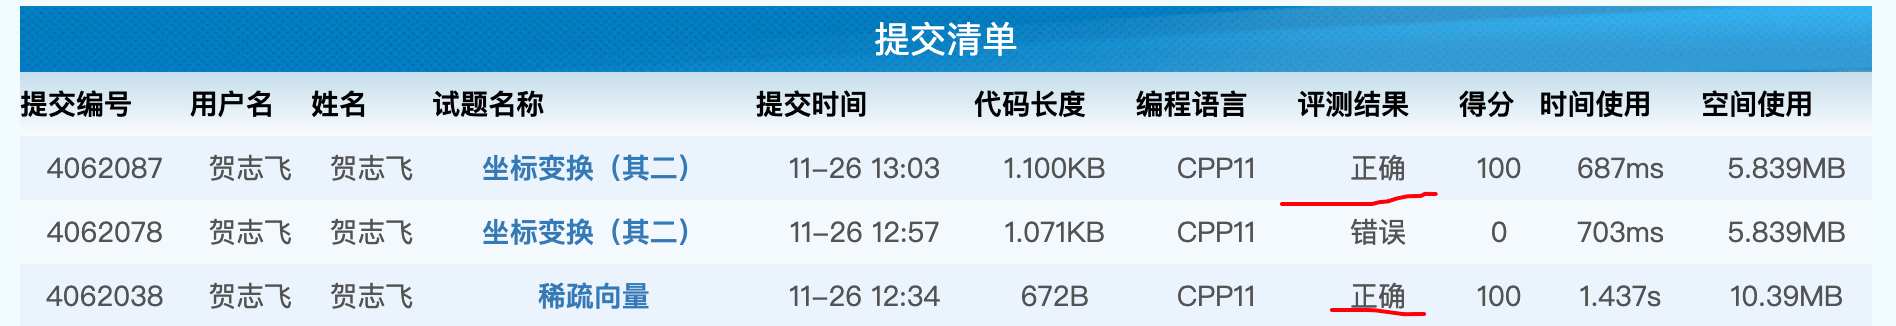 提交清单
提交编号 用户名 姓名 试题名称 提交时间 代码长度 编程语言 评测结果 得分 时间使用 空间使用
4062087 贺志飞 贺志飞 坐标变换（其二） 11-26 13:03 1.100KB CPP11 正确 100 687ms 5.839MB
4062078 贺志飞 贺志飞 坐标变换（其二） 11-26 12:57 1.071KB CPP11 错误 0 703ms 5.839MB
4062038 贺志飞 贺志飞 稀疏向量 11-26 12:34 672B CPP11 正确 100 1.437s 10.39MB